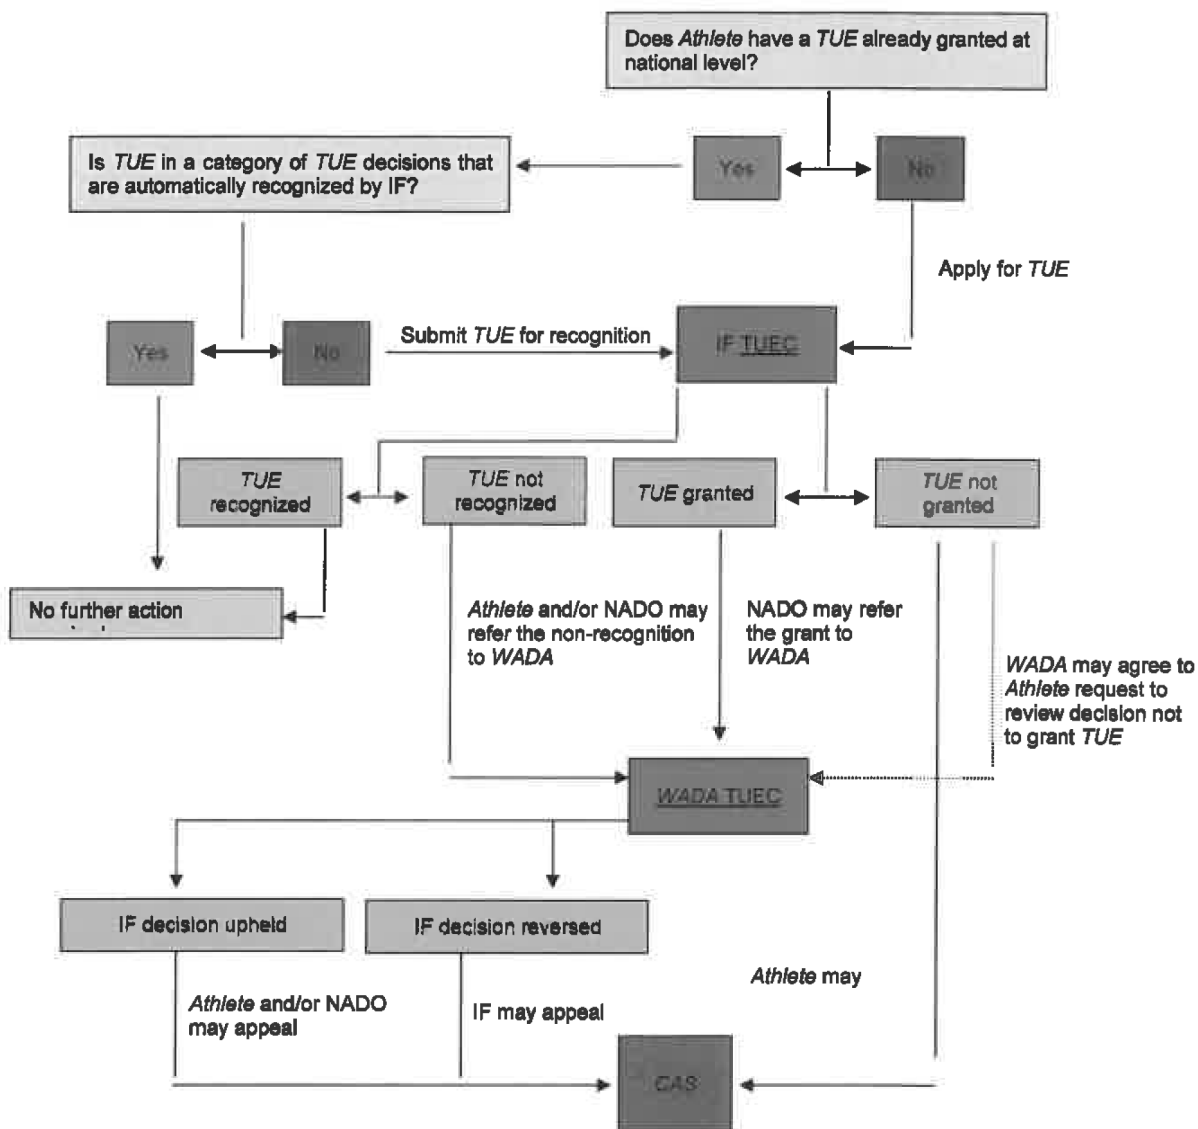 Does Athlete have a TUE already granted at
national level?
Is TUE in a category of TUE decisions that
are automatically recognized by IF?
Yes
No
Apply for TUE
Yes
No
Submit TUE for recognition
IF TUEC
TUE
recognized
TUE not
recognized
TUE granted
TUE not
granted
No further action
Athlete and/or NADO may
refer the non-recognition
to WADA
NADO may refer
the grant to
WADA
WADA may agree to
Athlete request to
review decision not
to grant TUE
WADA TUEC
IF decision upheld
IF decision reversed
Athlete and/or NADO
may appeal
IF may appeal
Athlete may
CAS